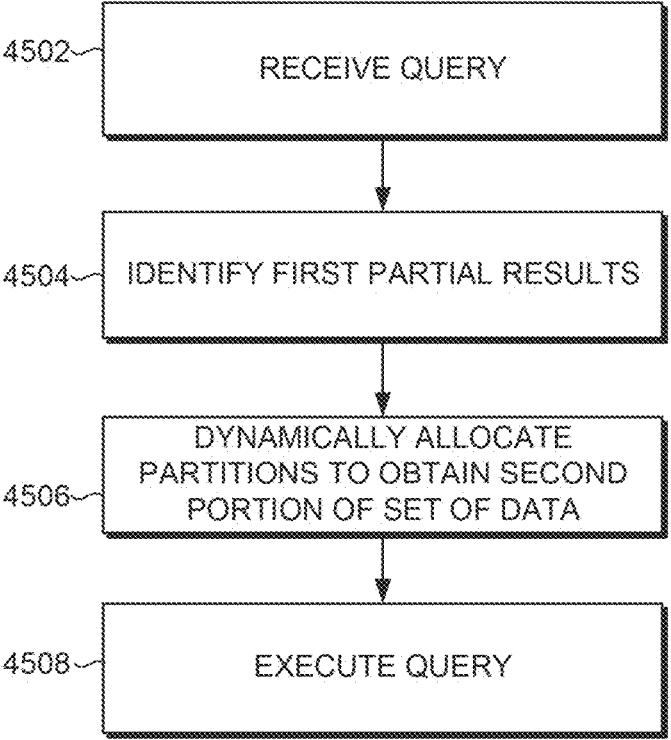 4502
RECEIVE QUERY
4504
IDENTIFY FIRST PARTIAL RESULTS
4506
DYNAMICALLY ALLOCATE
PARTITIONS TO OBTAIN SECOND
PORTION OF SET OF DATA
4508
EXECUTE QUERY